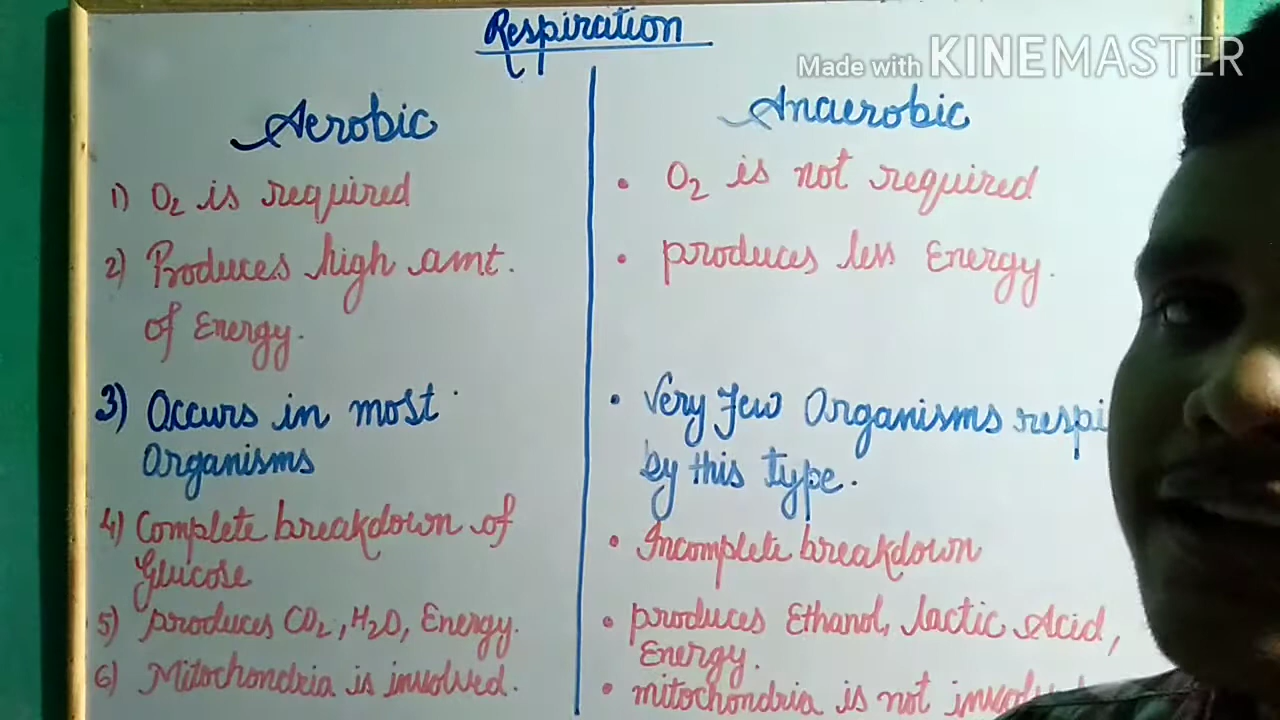 Respiration
Made with KINEMASTER
Aerobic
1) O₂ is required
2) Produces high amt.
of Energy.
3) Occurs in most
Organisms
4) Complete breakdown of
Glucose
5) produces CO₂, H₂O, Energy.
6) Mitochondria is involved.
Anaerobic
• O₂ is not required
• produces less Energy.
• Very Few Organisms respi
by this type.
• Incomplete breakdown
• produces Ethanol, lactic Acid,
Energy.
• mitochondria is not